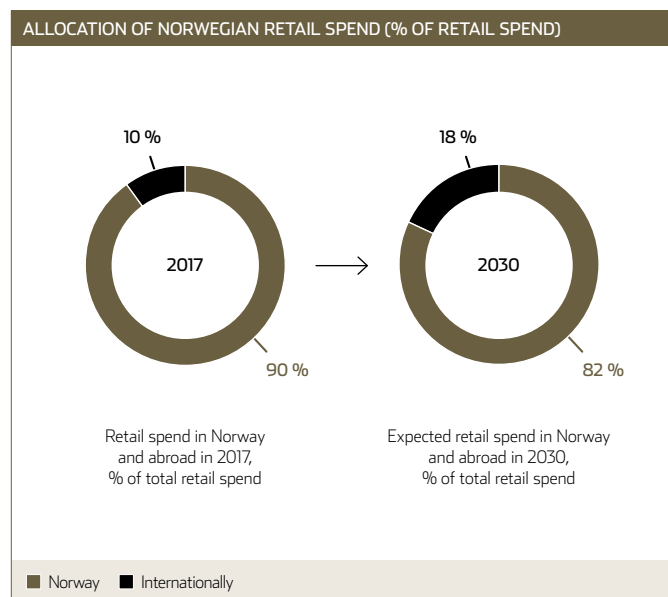 ALLOCATION OF NORWEGIAN RETAIL SPEND (% OF RETAIL SPEND)
10 %
2017
90 %
Retail spend in Norway
and abroad in 2017,
% of total retail spend
18 %
2030
82 %
Expected retail spend in Norway
and abroad in 2030,
% of total retail spend
Norway Internationally